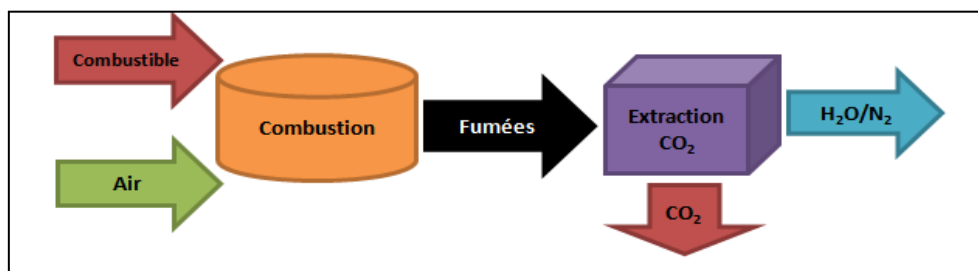 Combustible
Air
Combustion
Fumées
Extraction
CO₂
H₂O/N₂
CO₂